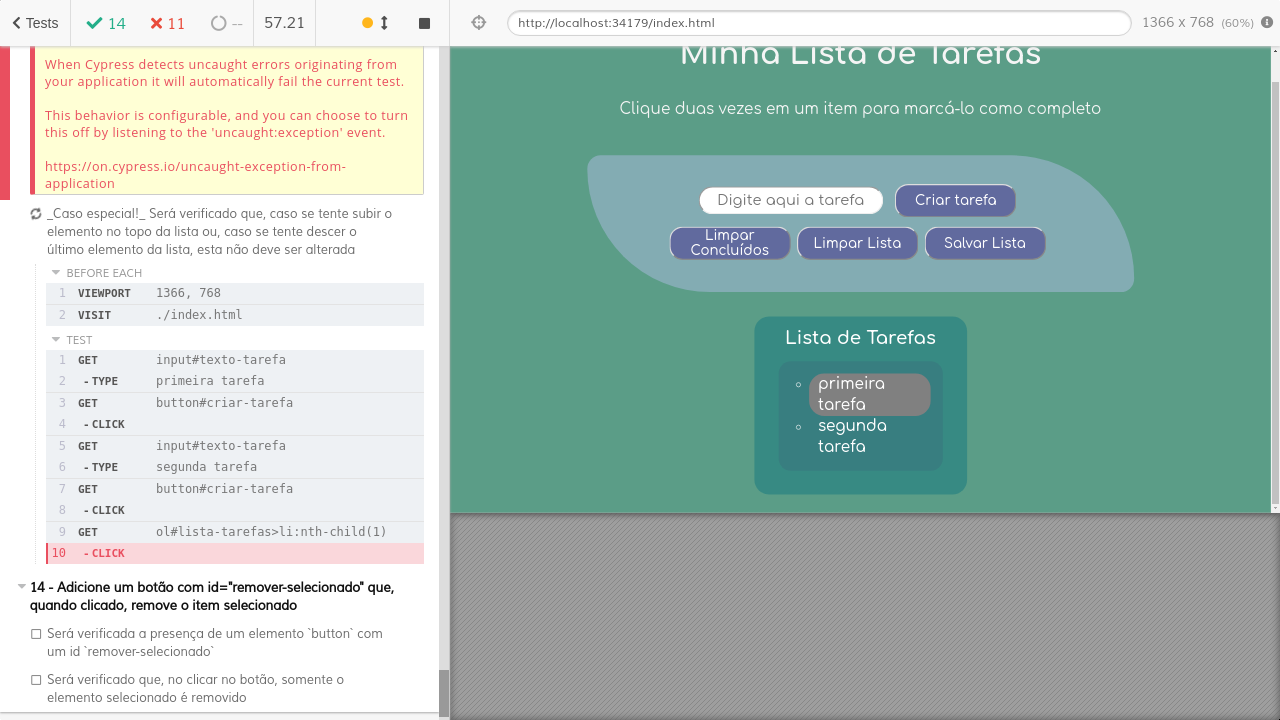 Tests
14
11
--
57.21
http://localhost:34179/index.html
1366 x 768 (60%)
When Cypress detects uncaught errors originating from
your application it will automatically fail the current test.
This behavior is configurable, and you can choose to turn
this off by listening to the 'uncaught:exception' event.
https://on.cypress.io/uncaught-exception-from-
application
_Caso especial!_ Será verificado que, caso se tente subir o
elemento no topo da lista ou, caso se tente descer o
último elemento da lista, esta não deve ser alterada
BEFORE EACH
1 VIEWPORT 1366, 768
2 VISIT ./index.html
TEST
1 GET input#texto-tarefa
2 - TYPE primeira tarefa
3 GET button#criar-tarefa
4 - CLICK
5 GET input#texto-tarefa
6 - TYPE segunda tarefa
7 GET button#criar-tarefa
8 - CLICK
9 GET ol#lista-tarefas>li:nth-child(1)
10 - CLICK
14 - Adicione um botão com id="remover-selecionado" que,
quando clicado, remove o item selecionado
Será verificada a presença de um elemento `button` com
um id `remover-selecionado`
Será verificado que, no clicar no botão, somente o
elemento selecionado é removido
Minha Lista de Tarefas
Clique duas vezes em um item para marcá-lo como completo
Digite aqui a tarefa
Criar tarefa
Limpar
Concluídos
Limpar Lista
Salvar Lista
Lista de Tarefas
primeira
tarefa
segunda
tarefa